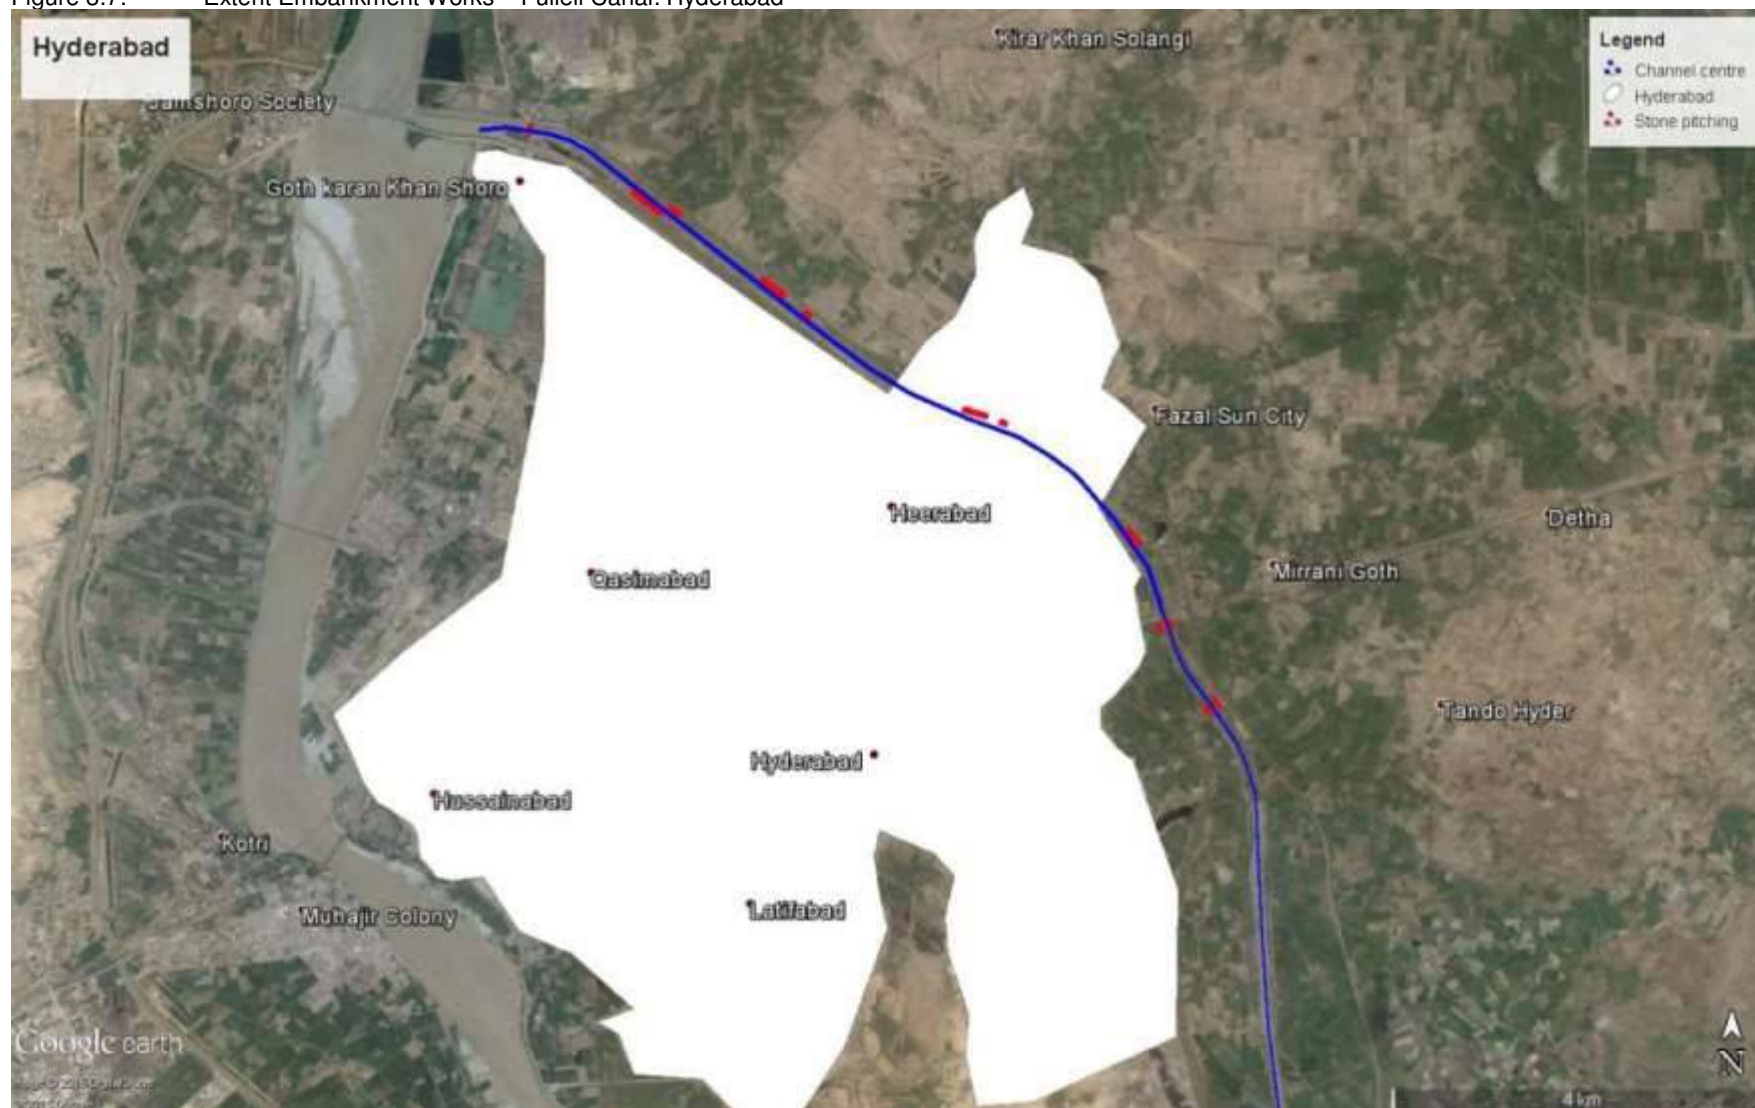 Figure 3.7: Extent Embankment Works – Fulleli Canal: Hyderabad
Hyderabad
Kirar Khan Solangi
Legend
Channel centre
Hyderabad
Stone pitching
Jamshoro Society
Goth karan Khan Shoro
Fazal Sun City
Heerabad
Detha
Mirrani Goth
Qasimabad
Tando Hyder
Hyderabad
Hussainabad
Kotri
Latifabad
Muhajir Colony
Google earth
N
4 km